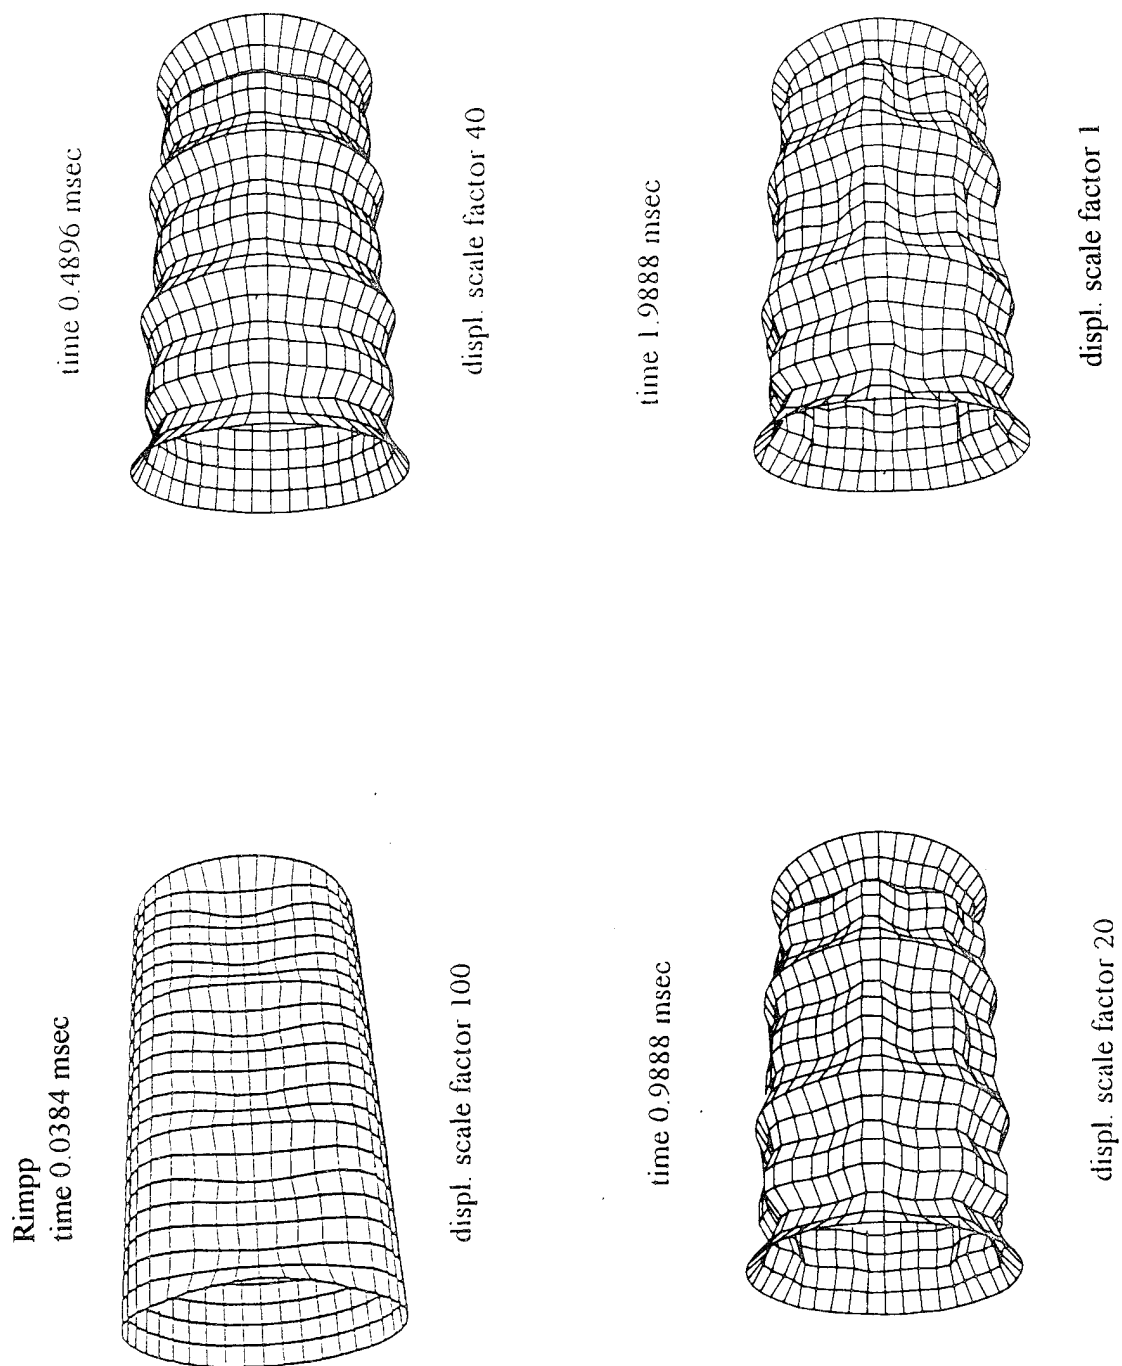 Rimpp
time 0.0384 msec
displ. scale factor 100
time 0.4896 msec
displ. scale factor 40
time 0.9888 msec
displ. scale factor 20
time 1.9888 msec
displ. scale factor 1